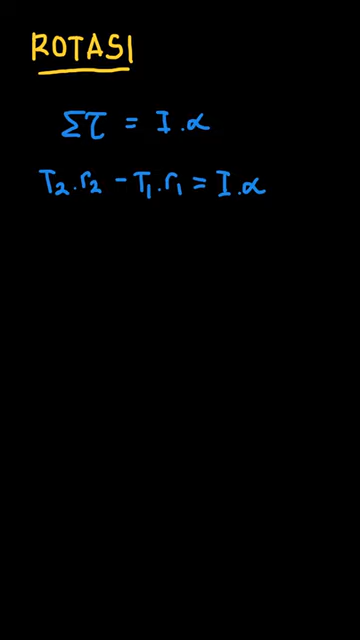 ROTASI
Στ = I.α
T₂.r₂ - T₁.r₁ = I.α